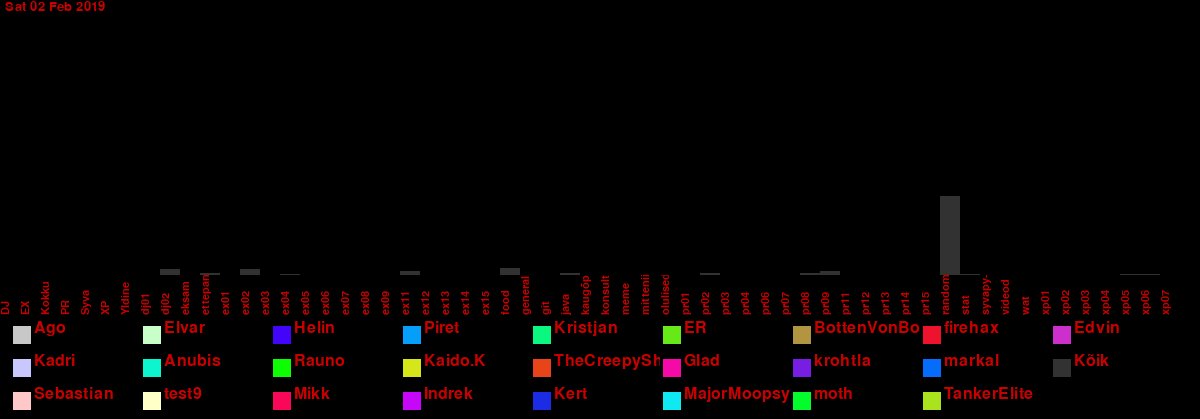 Sat 02 Feb 2019
DJ EX Kokku PR Syva XP Yldine dj01 dj02 eksam ettepan ex01 ex02 ex03 ex04 ex05 ex06 ex07 ex08 ex09 ex11 ex12 ex13 ex14 ex15 food general git java kaugõp konsult meme mittenii olulised pr01 pr02 pr03 pr04 pr06 pr07 pr08 pr09 pr11 pr12 pr13 pr14 pr15 random stat syvapy- videod wat xp01 xp02 xp03 xp04 xp05 xp06 xp07
Ago Elvar Helin Piret Kristjan ER BottenVonBo firehax Edvin
Kadri Anubis Rauno Kaido.K TheCreepySh Glad krohtla markal Kõik
Sebastian test9 Mikk Indrek Kert MajorMoopsy moth TankerElite